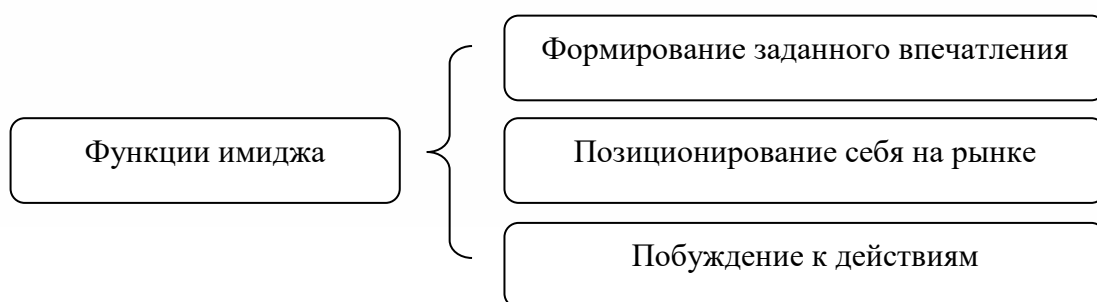 Формирование заданного впечатления
Функции имиджа
Позиционирование себя на рынке
Побуждение к действиям